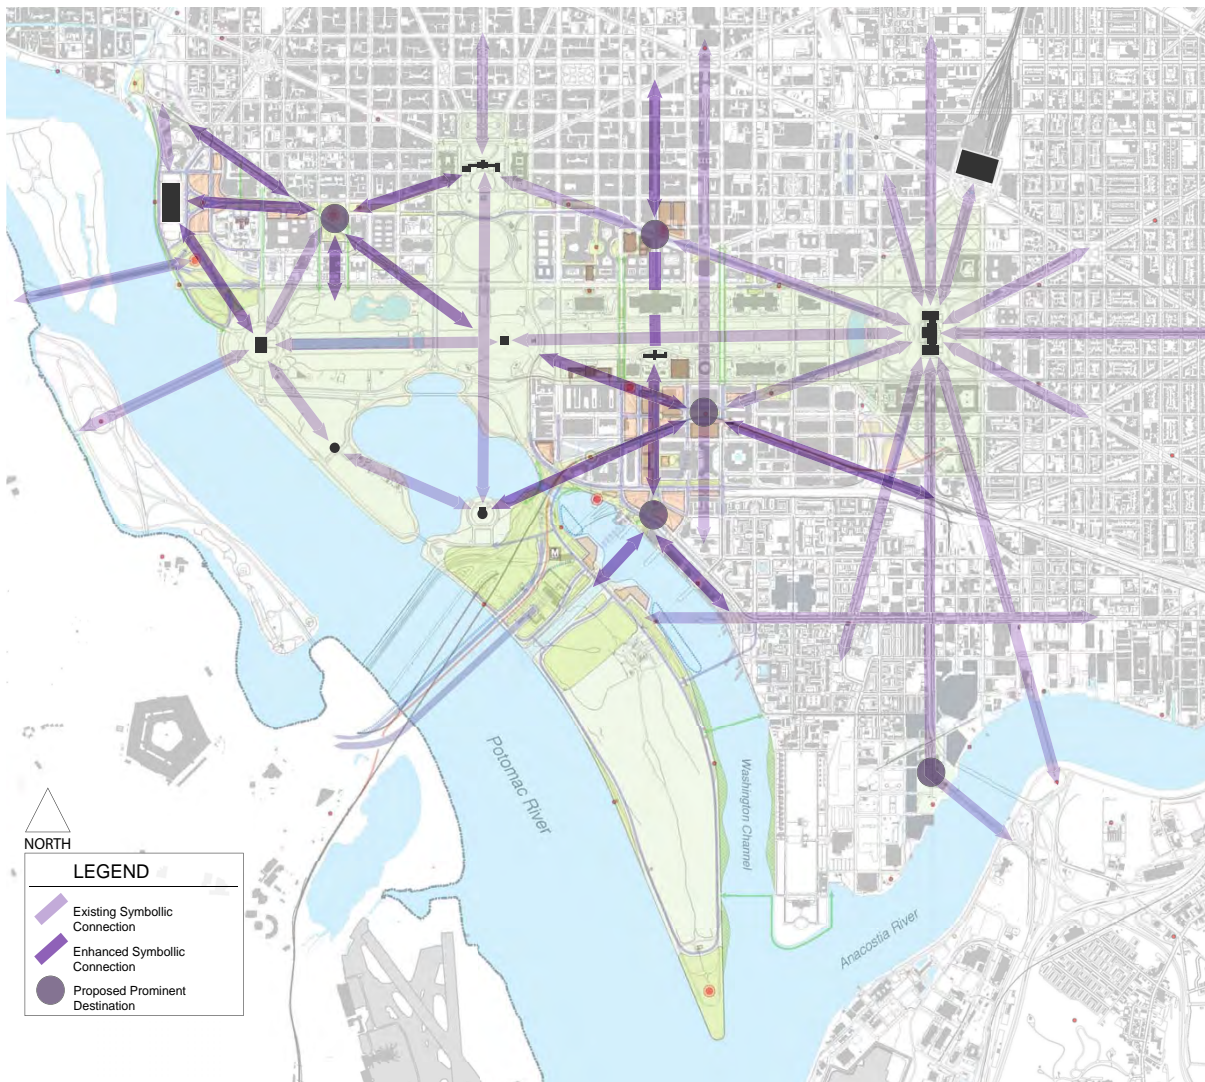 M
Potomac River
Washington Channel
Anacostia River
NORTH
LEGEND
Existing Symbollic
Connection
Enhanced Symbollic
Connection
Proposed Prominent
Destination